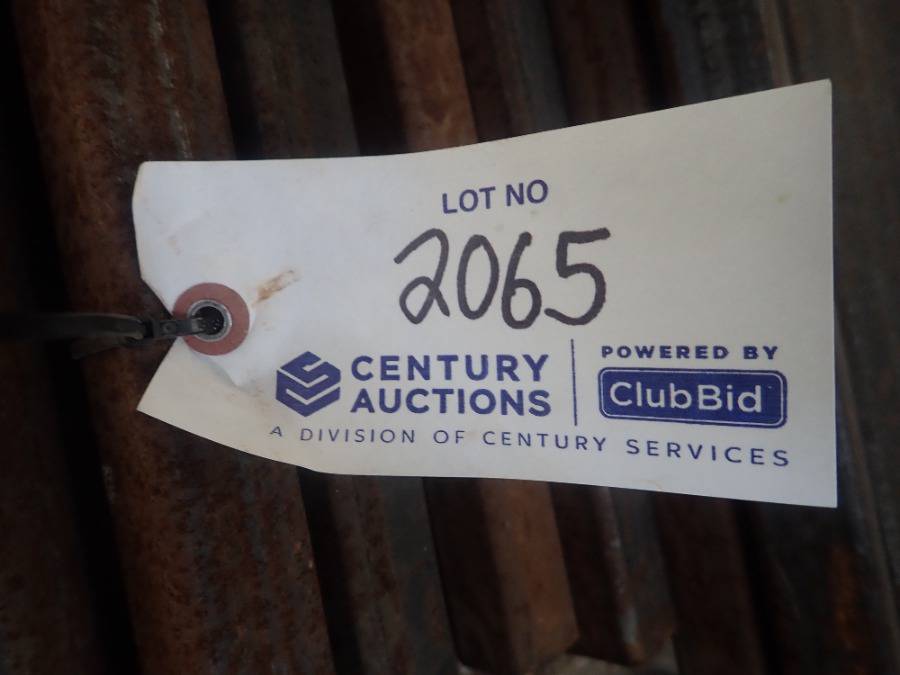 LOT NO
2065
CENTURY
AUCTIONS
POWERED BY
ClubBid
A DIVISION OF CENTURY SERVICES